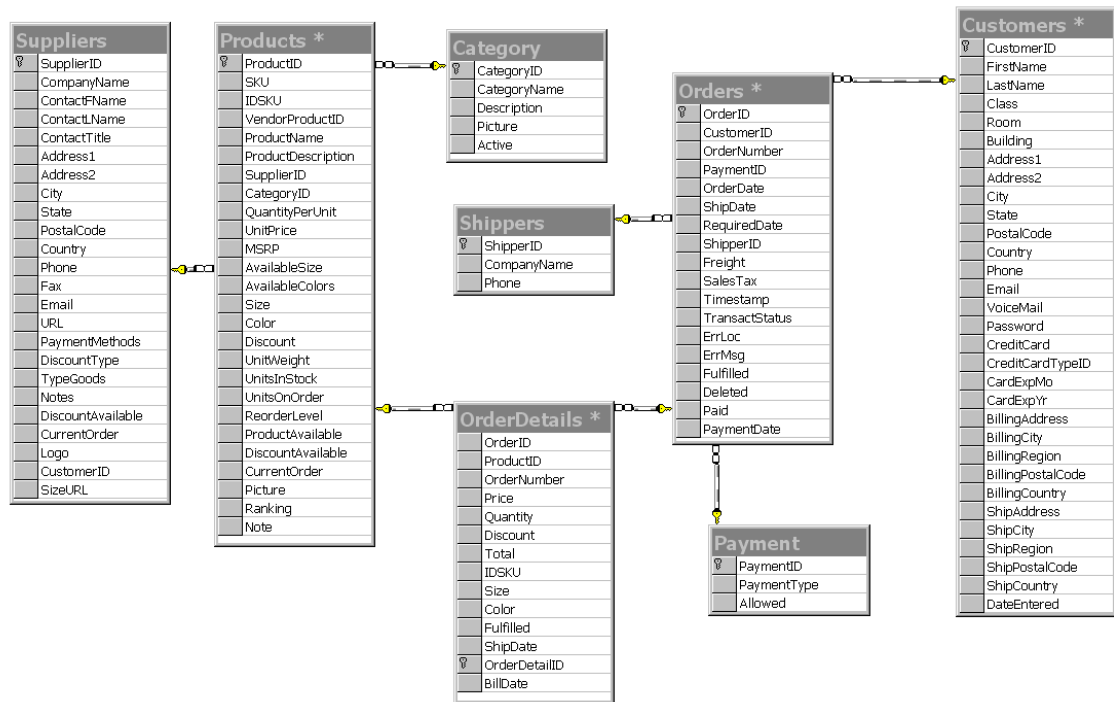 Suppliers
SupplierID
CompanyName
ContactFName
ContactLName
ContactTitle
Address1
Address2
City
State
PostalCode
Country
Phone
Fax
Email
URL
PaymentMethods
DiscountType
TypeGoods
Notes
DiscountAvailable
CurrentOrder
Logo
CustomerID
SizeURL
Products *
ProductID
SKU
IDSKU
VendorProductID
ProductName
ProductDescription
SupplierID
CategoryID
QuantityPerUnit
UnitPrice
MSRP
AvailableSize
AvailableColors
Size
Color
Discount
UnitWeight
UnitsInStock
UnitsOnOrder
ReorderLevel
ProductAvailable
DiscountAvailable
CurrentOrder
Picture
Ranking
Note
Category
CategoryID
CategoryName
Description
Picture
Active
Shippers
ShipperID
CompanyName
Phone
OrderDetails *
OrderID
ProductID
OrderNumber
Price
Quantity
Discount
Total
IDSKU
Size
Color
Fulfilled
ShipDate
OrderDetailID
BillDate
Orders *
OrderID
CustomerID
OrderNumber
PaymentID
OrderDate
ShipDate
RequiredDate
ShipperID
Freight
SalesTax
Timestamp
TransactStatus
ErrLoc
ErrMsg
Fulfilled
Deleted
Paid
PaymentDate
Payment
PaymentID
PaymentType
Allowed
Customers *
CustomerID
FirstName
LastName
Class
Room
Building
Address1
Address2
City
State
PostalCode
Country
Phone
Email
VoiceMail
Password
CreditCard
CreditCardTypeID
CardExpMo
CardExpYr
BillingAddress
BillingCity
BillingRegion
BillingPostalCode
BillingCountry
ShipAddress
ShipCity
ShipRegion
ShipPostalCode
ShipCountry
DateEntered